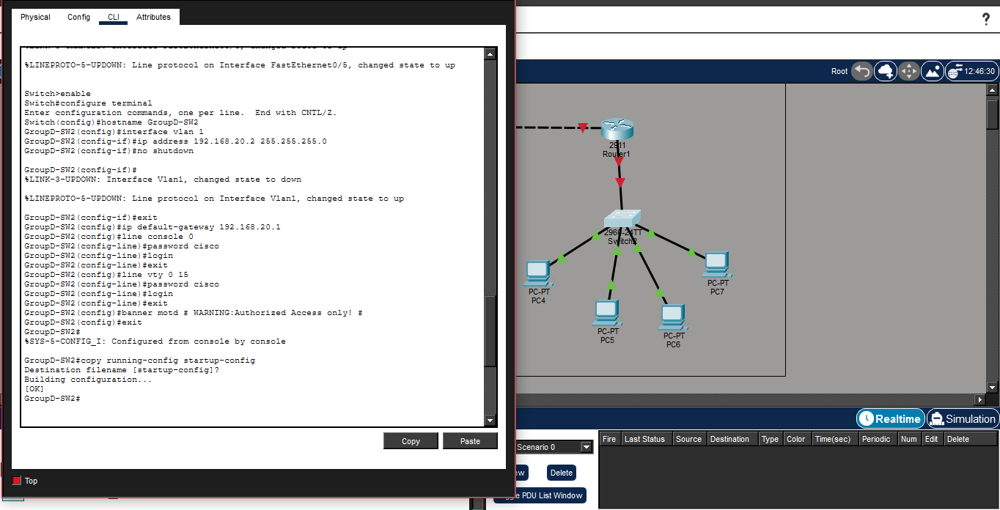 Physical Config CLI Attributes
%LINEPROTO-5-UPDOWN: Line protocol on Interface FastEthernet0/5, changed state to up
Switch>enable
Switch#configure terminal
Enter configuration commands, one per line.  End with CNTL/Z.
Switch(config)#hostname GroupD-SW2
GroupD-SW2(config)#interface vlan 1
GroupD-SW2(config-if)#ip address 192.168.20.2 255.255.255.0
GroupD-SW2(config-if)#no shutdown
GroupD-SW2(config-if)#
%LINK-3-UPDOWN: Interface Vlan1, changed state to down
%LINEPROTO-5-UPDOWN: Line protocol on Interface Vlan1, changed state to up
GroupD-SW2(config-if)#exit
GroupD-SW2(config)#ip default-gateway 192.168.20.1
GroupD-SW2(config)#line console 0
GroupD-SW2(config-line)#password cisco
GroupD-SW2(config-line)#login
GroupD-SW2(config-line)#exit
GroupD-SW2(config)#line vty 0 15
GroupD-SW2(config-line)#password cisco
GroupD-SW2(config-line)#login
GroupD-SW2(config-line)#exit
GroupD-SW2(config)#banner motd # WARNING:Authorized Access only! #
GroupD-SW2(config)#exit
GroupD-SW2#
%SYS-5-CONFIG_I: Configured from console by console
GroupD-SW2#copy running-config startup-config
Destination filename [startup-config]?
Building configuration...
[OK]
GroupD-SW2#
Copy Paste
Top
?
Root 12:46:30
2911
Router1
2960-24TT
Switch2
PC-PT
PC4
PC-PT
PC5
PC-PT
PC6
PC-PT
PC7
Realtime Simulation
Scenario 0
Delete
PDU List Window
Fire Last Status Source Destination Type Color Time(sec) Periodic Num Edit Delete